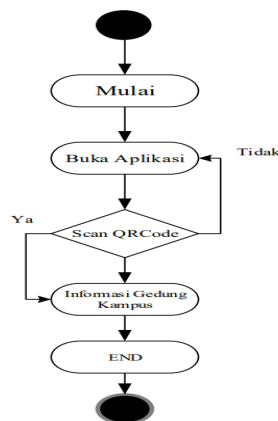 Mulai
Buka Aplikasi
Tidak
Ya
Scan QRCode
Informasi Gedung
Kampus
END